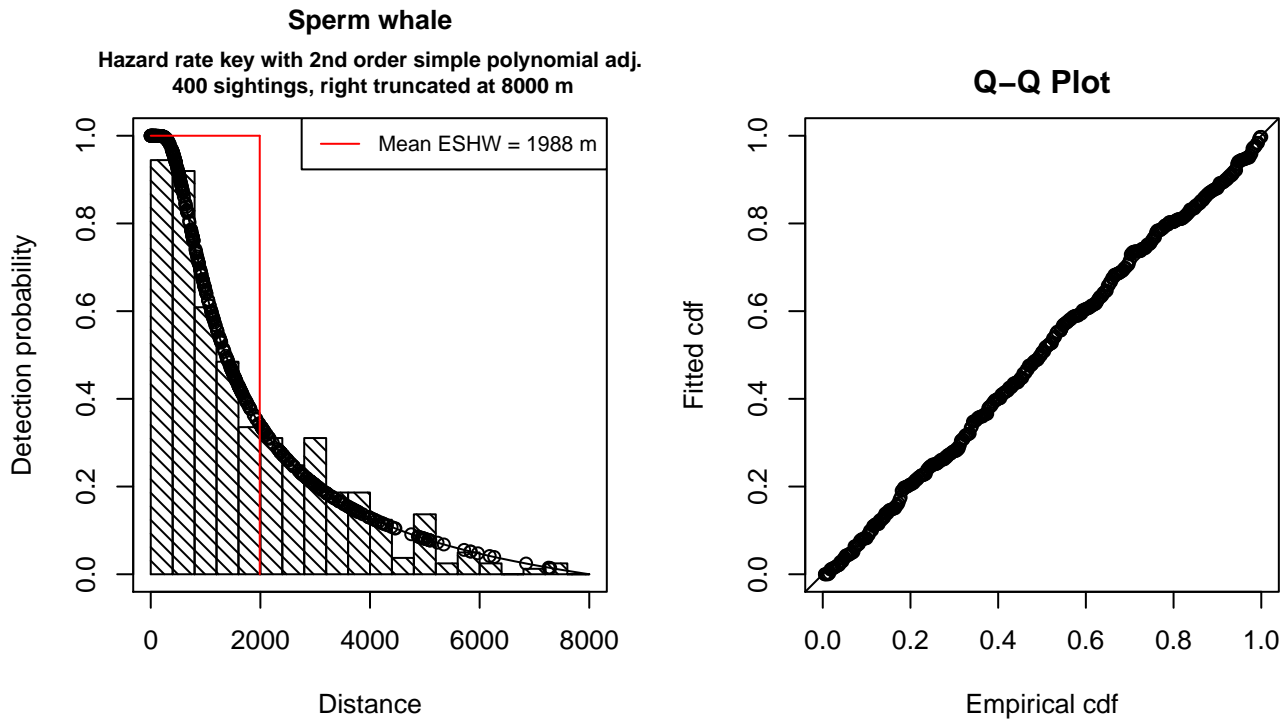 Sperm whale
Hazard rate key with 2nd order simple polynomial adj.
400 sightings, right truncated at 8000 m
Mean ESHW = 1988 m
Detection probability
0.0 0.2 0.4 0.6 0.8 1.0
0 2000 4000 6000 8000
Distance
Q−Q Plot
Fitted cdf
0.0 0.2 0.4 0.6 0.8 1.0
0.0 0.2 0.4 0.6 0.8 1.0
Empirical cdf